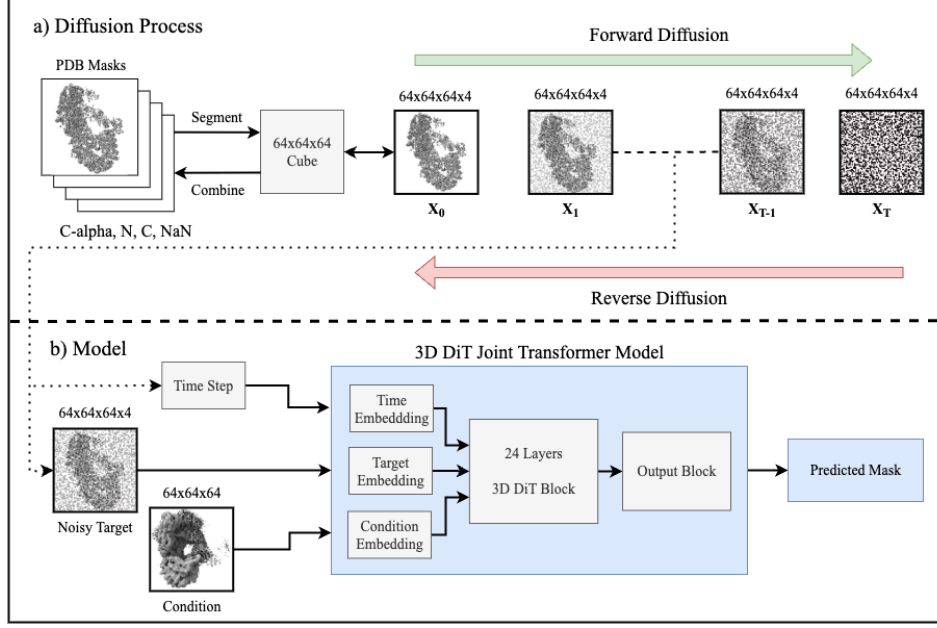 a) Diffusion Process
PDB Masks
Segment
Combine
C-alpha, N, C, NaN
64x64x64
Cube
Forward Diffusion
64x64x64x4
64x64x64x4
64x64x64x4
64x64x64x4
X0
X1
XT-1
XT
Reverse Diffusion
b) Model
3D DiT Joint Transformer Model
Time Step
64x64x64x4
Noisy Target
64x64x64
Condition
Time
Embeddding
Target
Embedding
Condition
Embedding
24 Layers
3D DiT Block
Output Block
Predicted Mask